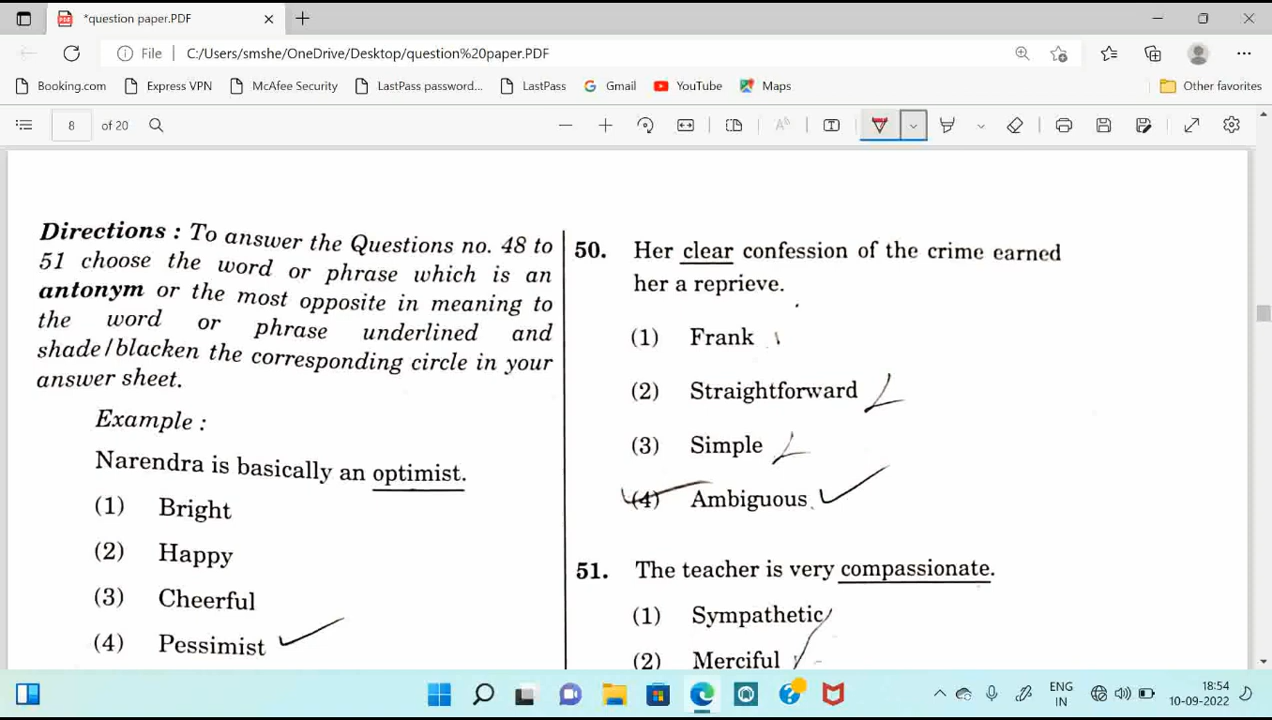 *question paper.PDF
File C:/Users/smshe/OneDrive/Desktop/question%20paper.PDF
Booking.com Express VPN McAfee Security LastPass password... LastPass Gmail YouTube Maps Other favorites
8 of 20
Directions : To answer the Questions no. 48 to
51 choose the word or phrase which is an
antonym or the most opposite in meaning to
the word or phrase underlined and
shade/blacken the corresponding circle in your
answer sheet.
Example :
Narendra is basically an optimist.
(1) Bright
(2) Happy
(3) Cheerful
(4) Pessimist
50. Her clear confession of the crime earned
her a reprieve.
(1) Frank
(2) Straightforward
(3) Simple
(4) Ambiguous
51. The teacher is very compassionate.
(1) Sympathetic
(2) Merciful
ENG
IN
18:54
10-09-2022